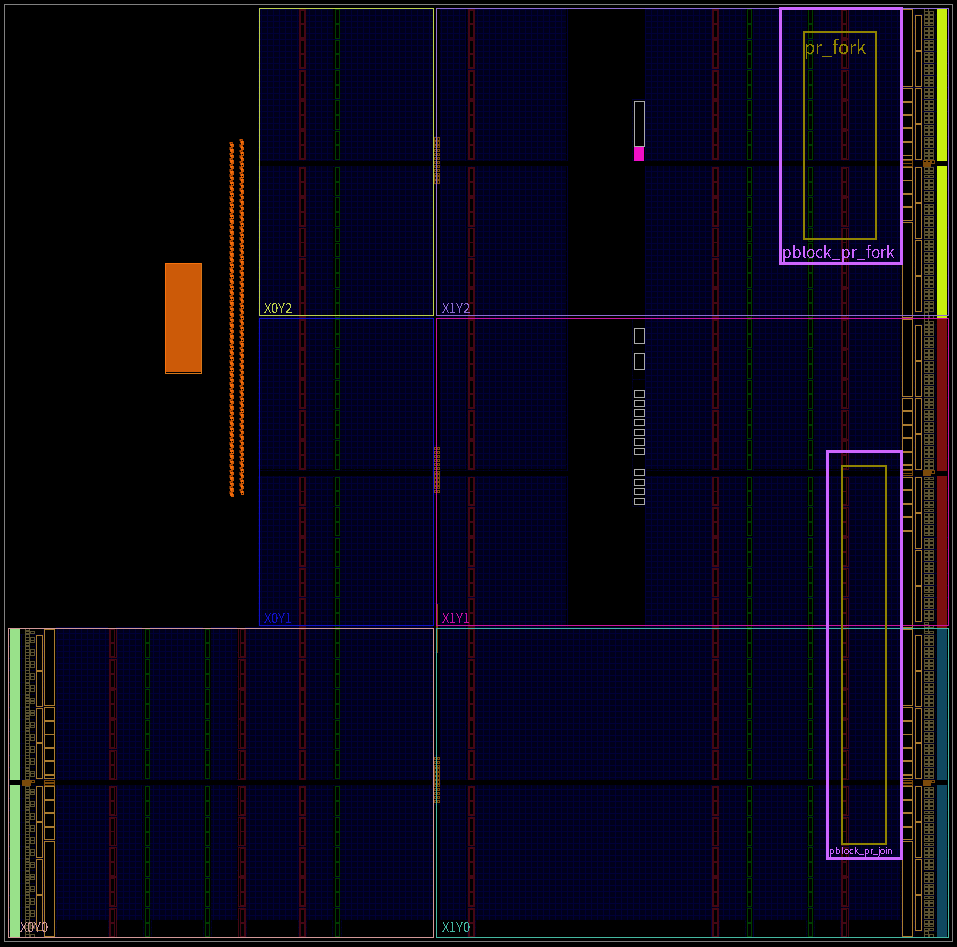 pr_fork
pblock_pr_fork
X0Y2
X1Y2
X0Y1
X1Y1
pblock_pr_join
X0Y0
X1Y0